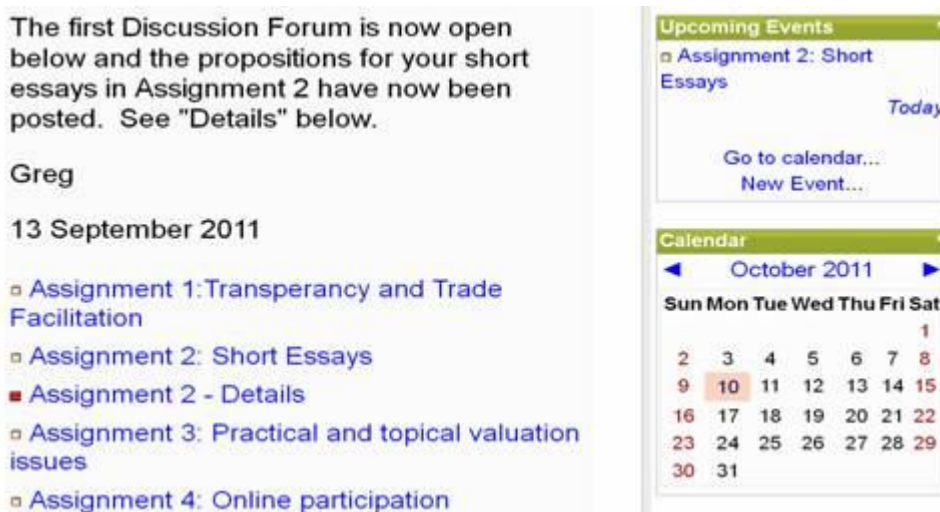 The first Discussion Forum is now open
below and the propositions for your short
essays in Assignment 2 have now been
posted. See "Details" below.
Greg
13 September 2011
Assignment 1:Transperancy and Trade
Facilitation
Assignment 2: Short Essays
Assignment 2 - Details
Assignment 3: Practical and topical valuation
issues
Assignment 4: Online participation
Upcoming Events
Assignment 2: Short
Essays
Today
Go to calendar...
New Event...
Calendar
October 2011
Sun Mon Tue Wed Thu Fri Sat
1
2 3 4 5 6 7 8
9 10 11 12 13 14 15
16 17 18 19 20 21 22
23 24 25 26 27 28 29
30 31